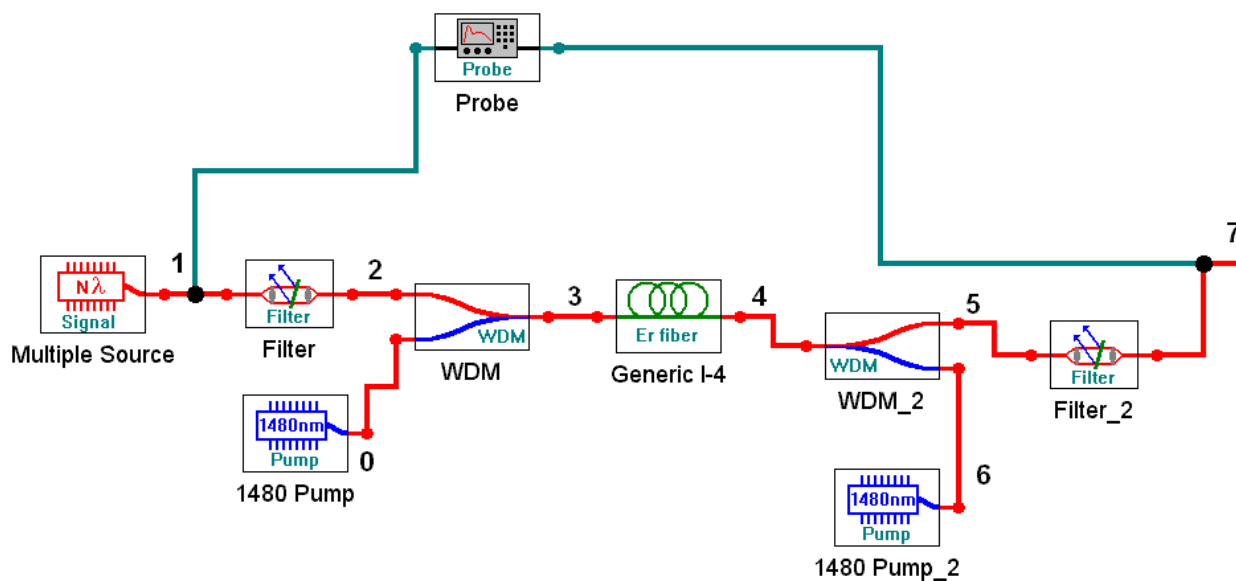 Probe
Probe
7
1
Nλ
Signal
Multiple Source
Filter
Filter
2
WDM
WDM
3
Er fiber
Generic I-4
4
WDM
WDM_2
5
Filter
Filter_2
1480nm
Pump
1480 Pump
0
6
1480nm
Pump
1480 Pump_2